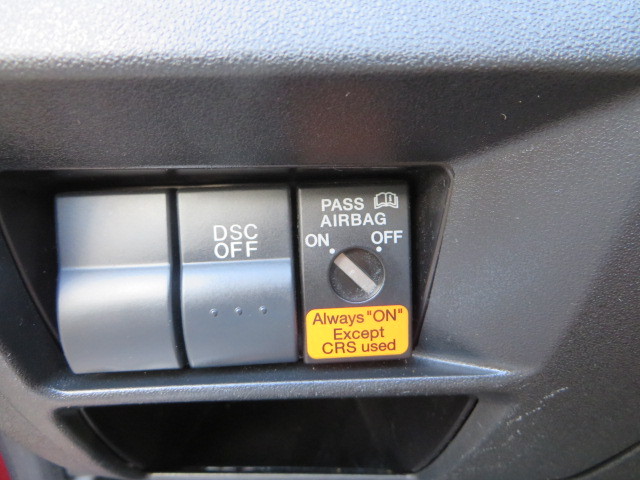 DSC
OFF
PASS
AIRBAG
ON OFF
Always "ON"
Except
CRS used